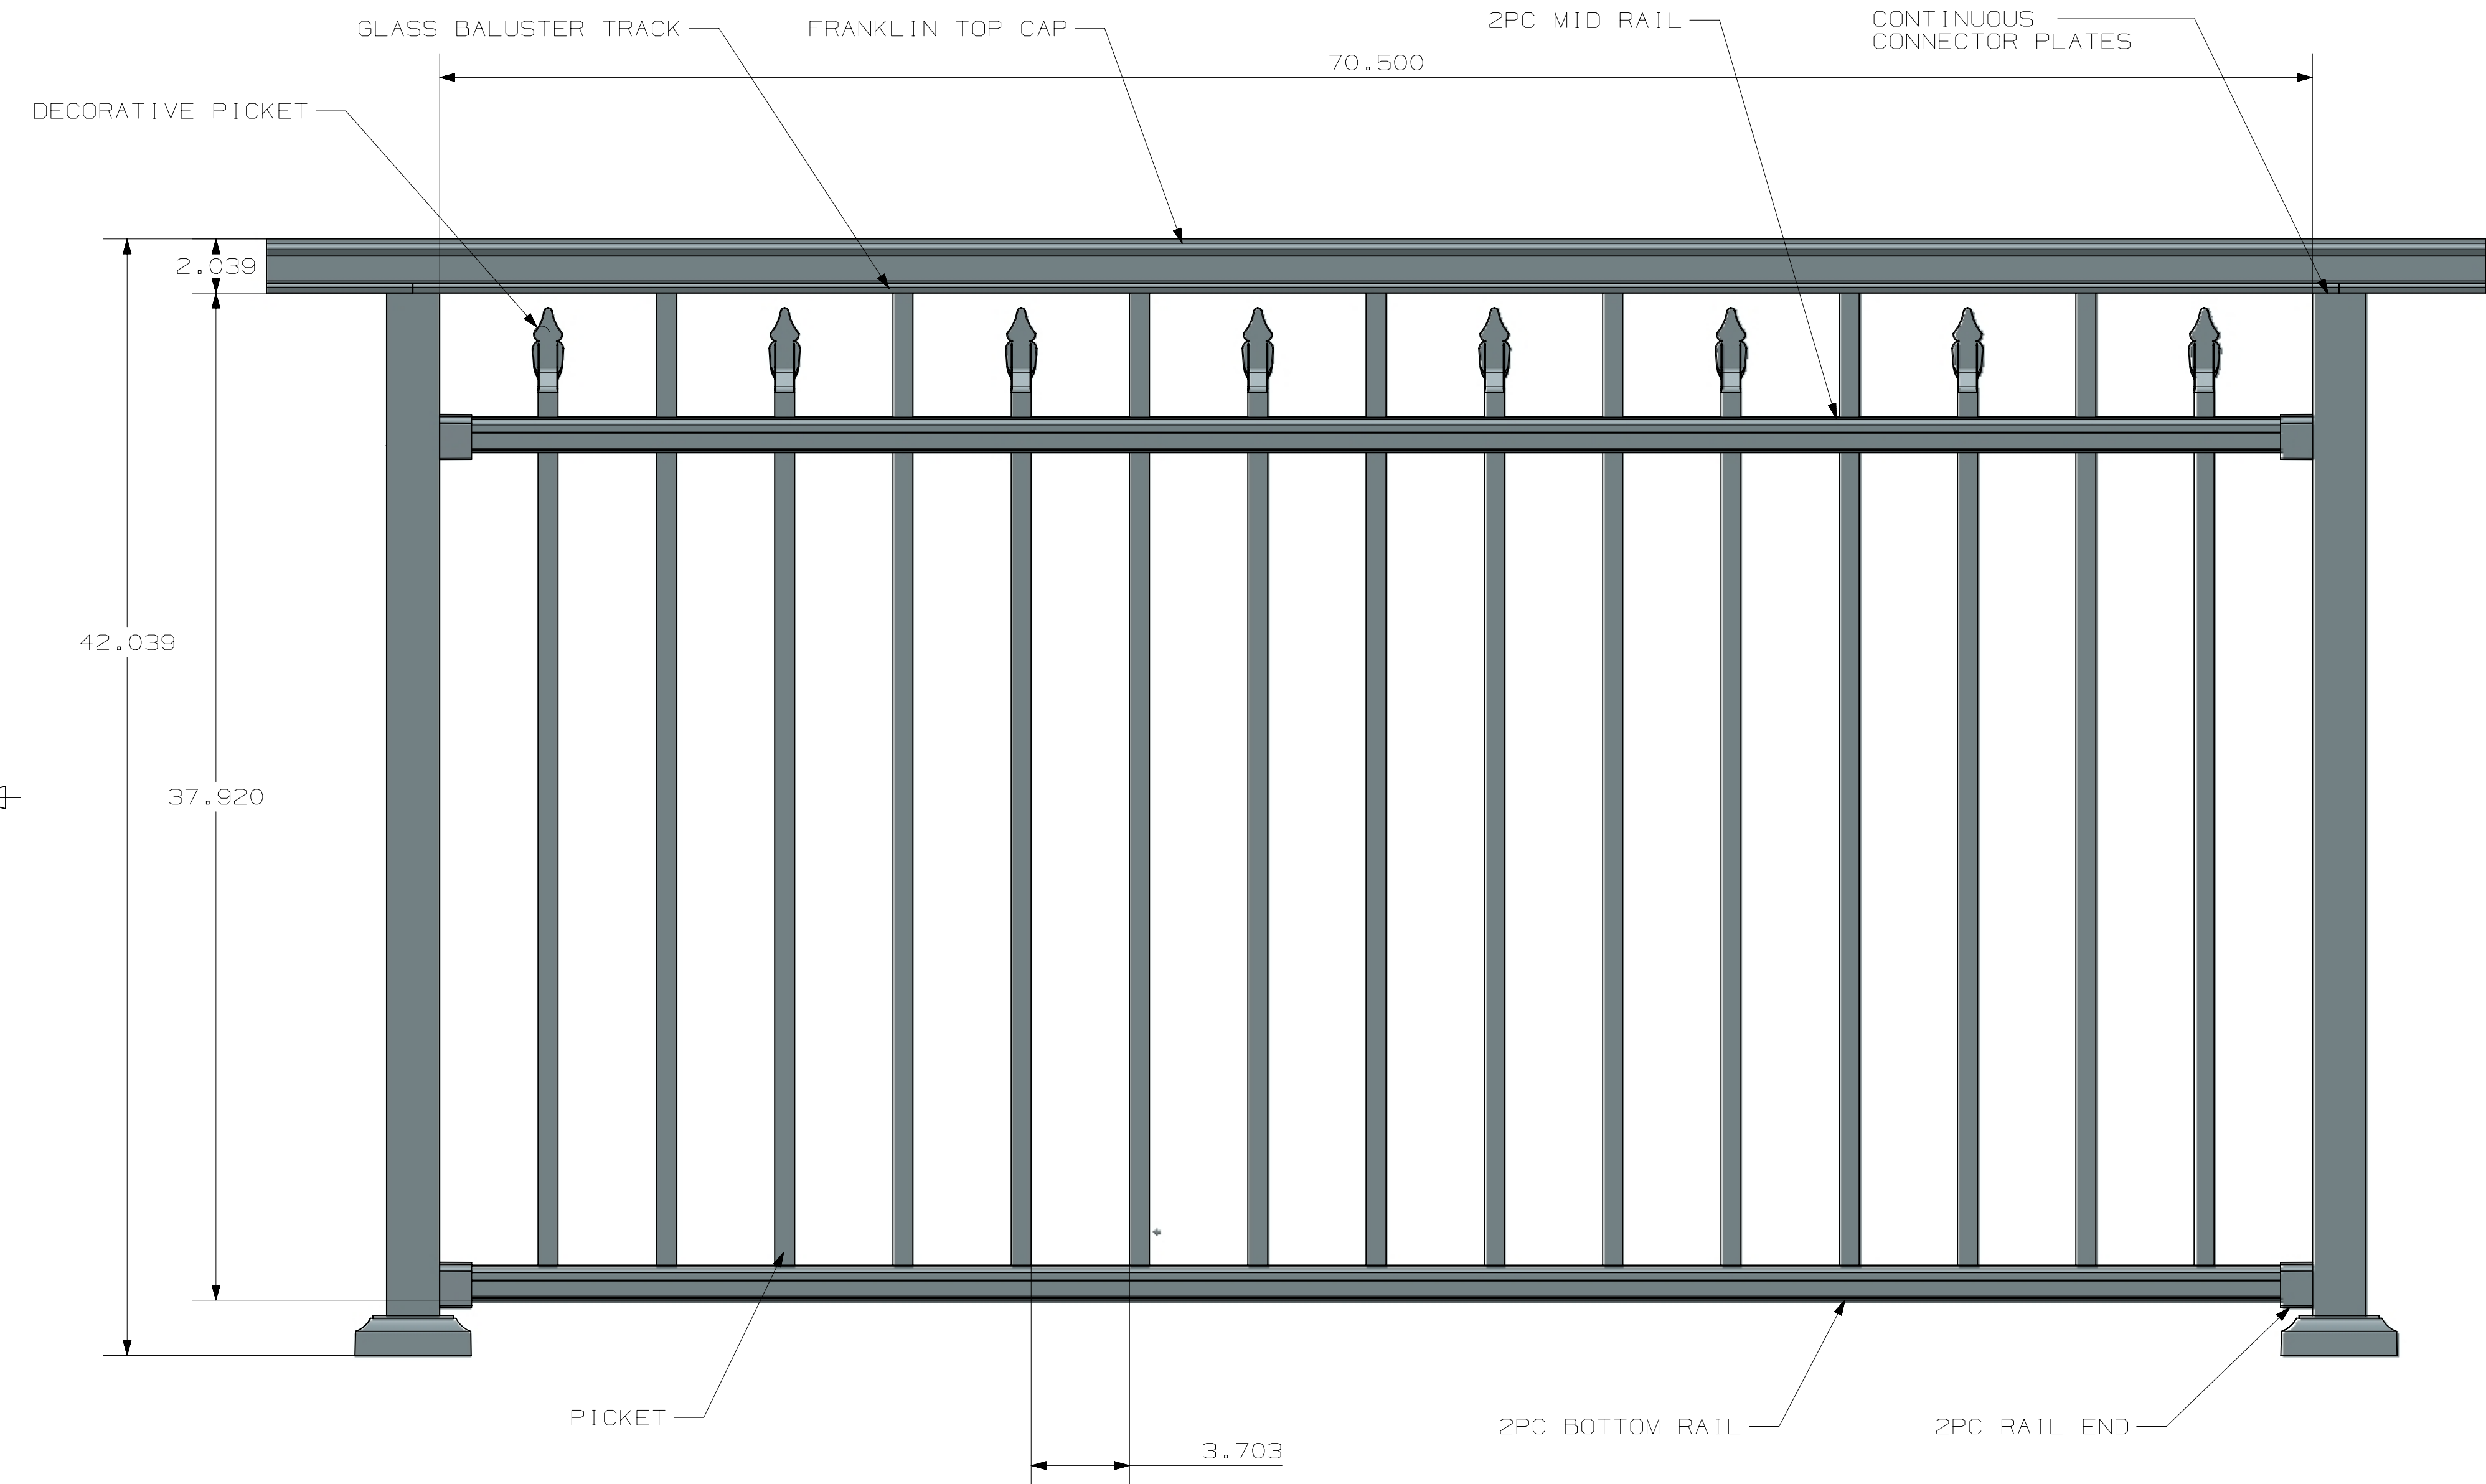 CONTINUOUS
CONNECTOR PLATES
2PC MID RAIL
GLASS BALUSTER TRACK
FRANKLIN TOP CAP
70.500
DECORATIVE PICKET
2.039
42.039
37.920
PICKET
2PC BOTTOM RAIL
2PC RAIL END
3.703